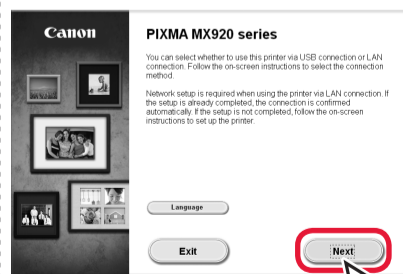 Canon
PIXMA MX920 series
You can select whether to use this printer via USB connection or LAN
connection. Follow the on-screen instructions to select the connection
method.
Network setup is required when using the printer via LAN connection. If
the setup is already completed, the connection is confirmed
automatically. If the setup is not completed, follow the on-screen
instructions to set up the printer.
Language
Exit
Next